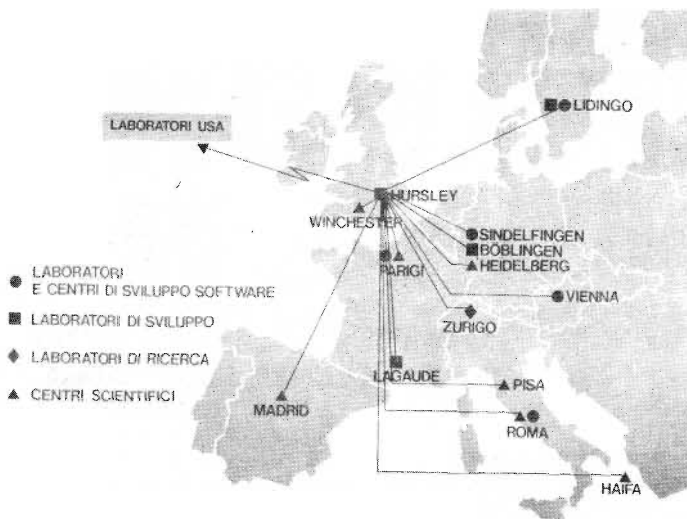 LIDINGO
LABORATORI USA
HURSLEY
WINCHESTER
SINDELFINGEN
BÖBLINGEN
PARIGI
HEIDELBERG
LABORATORI
E CENTRI DI SVILUPPO SOFTWARE
VIENNA
LABORATORI DI SVILUPPO
ZURIGO
LABORATORI DI RICERCA
LAGAUDE
PISA
CENTRI SCIENTIFICI
MADRID
ROMA
HAIFA